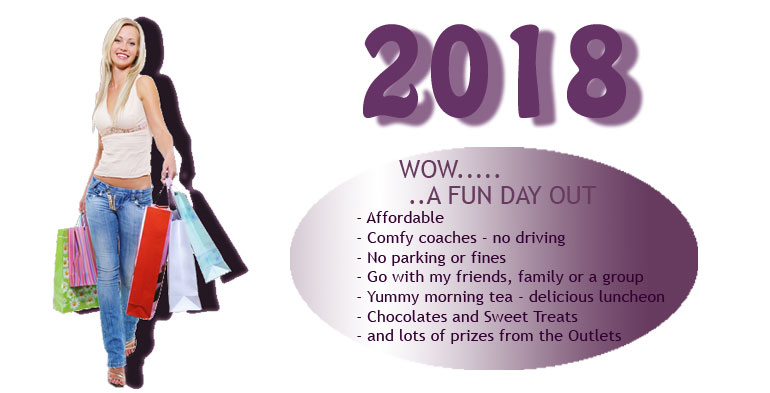 2018
WOW.....
..A FUN DAY OUT
- Affordable
- Comfy coaches - no driving
- No parking or fines
- Go with my friends, family or a group
- Yummy morning tea - delicious luncheon
- Chocolates and Sweet Treats
- and lots of prizes from the Outlets